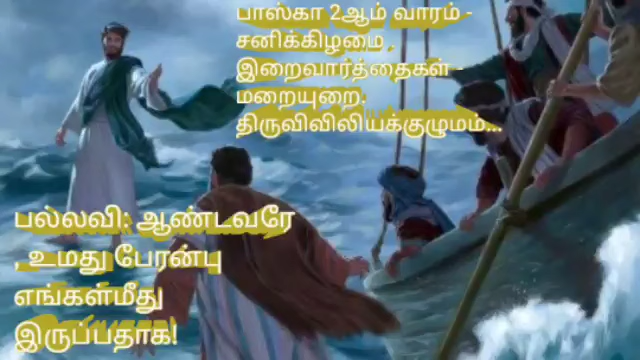 பாஸ்கா 2ஆம் வாரம் -
சனிக்கிழமை .
இறைவார்த்தைகள் -
மறையுறை.
திருவிவிலியக்குழுமம்...
பல்லவி: ஆண்டவரே
, உமது பேரன்பு
எங்கள்மீது
இருப்பதாக!